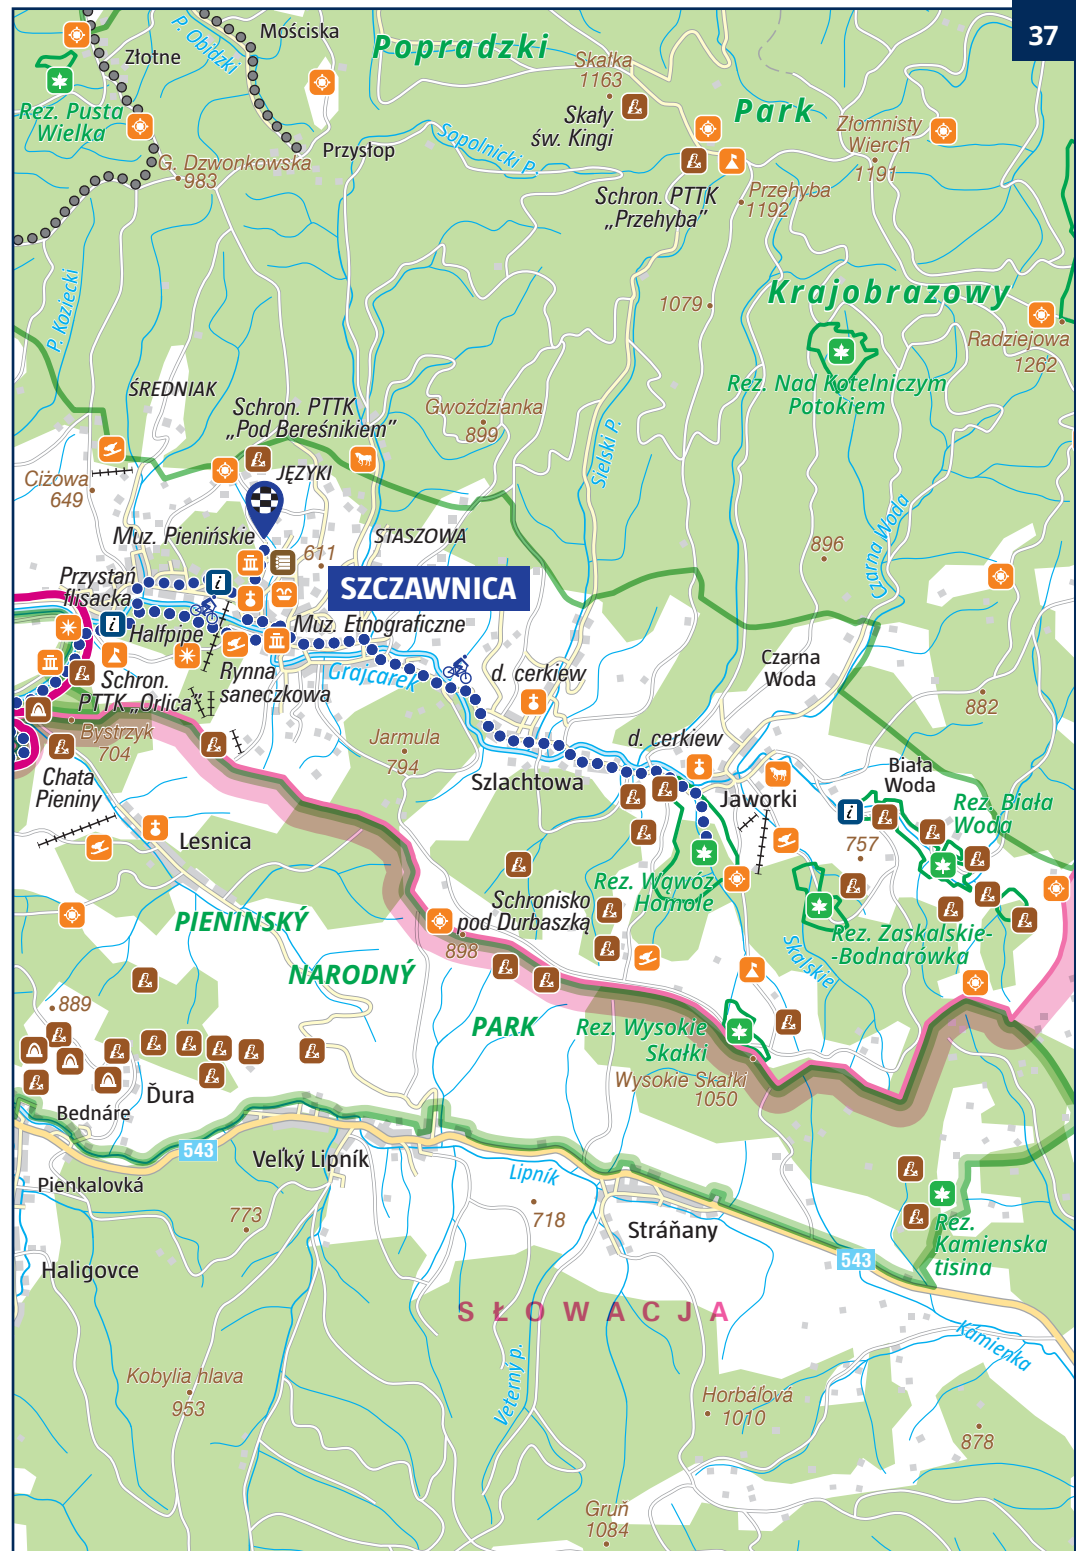 37
Mościska
P. Obidzki
Złotne
Popradzki
Skałka
1163
Rez. Pusta
Wielka
Skały
św. Kingi
Park
Złomnisty
Wierch
1191
Sopolnicki P.
Przysłop
G. Dzwonkowska
983
Schron. PTTK
„Przehyba”
Przehyba
1192
P. Koziecki
Krajobrazowy
1079
Radziejowa
1262
Rez. Nad Kotelniczym
Potokiem
ŚREDNIAK
Schron. PTTK
„Pod Bereśnikiem”
Gwoździanka
899
Sielski P.
Ciżowa
649
JĘZYKI
Muz. Pienińskie
611
STASZOWA
896
Czarna Woda
Przystań
flisacka
SZCZAWNICA
Halfpipe
Muz. Etnograficzne
Rynna
saneczkowa
Grajcarek
d. cerkiew
Czarna
Woda
Schron.
PTTK „Orlica”
Bystrzyk
704
882
Jarmula
794
d. cerkiew
Szlachtowa
Biała
Woda
Chata
Pieniny
Jaworki
Rez. Biała
Woda
757
Lesnica
Rez. Wąwóz
Homole
Schronisko
pod Durbaszką
PIENINSKÝ
Rez. Zaskalskie-
-Bodnarówka
898
Skalskie
NARODNÝ
889
PARK
Rez. Wysokie
Skałki
Wysokie Skałki
1050
Ďura
Bednáre
543
Veľký Lipník
Lipník
Pienkalovká
773
718
Stráňany
Rez.
Kamienska
tisina
543
Haligovce
SŁOWACJA
Kamienka
Veterný p.
Kobylia hlava
953
Horbáľová
1010
878
Gruň
1084